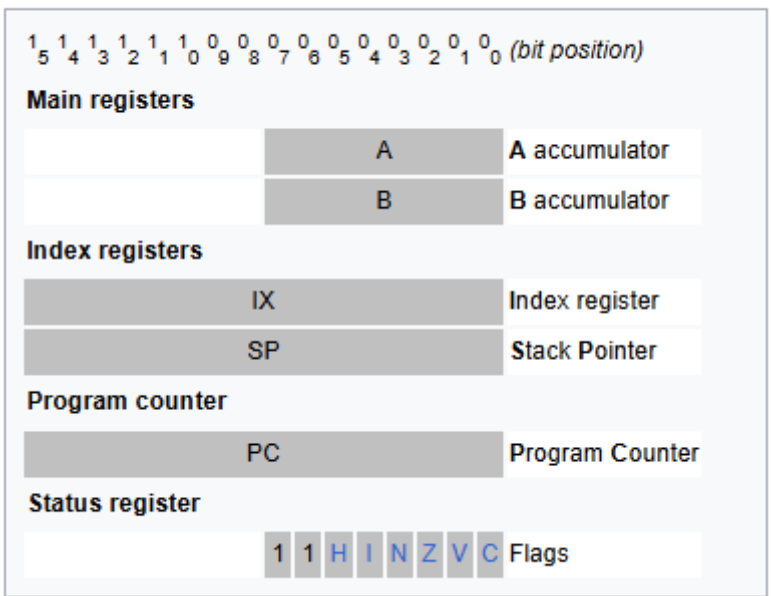 15 14 13 12 11 10 09 08 07 06 05 04 03 02 01 00 (bit position)
Main registers
A A accumulator
B B accumulator
Index registers
IX Index register
SP Stack Pointer
Program counter
PC Program Counter
Status register
1 1 H I N Z V C Flags